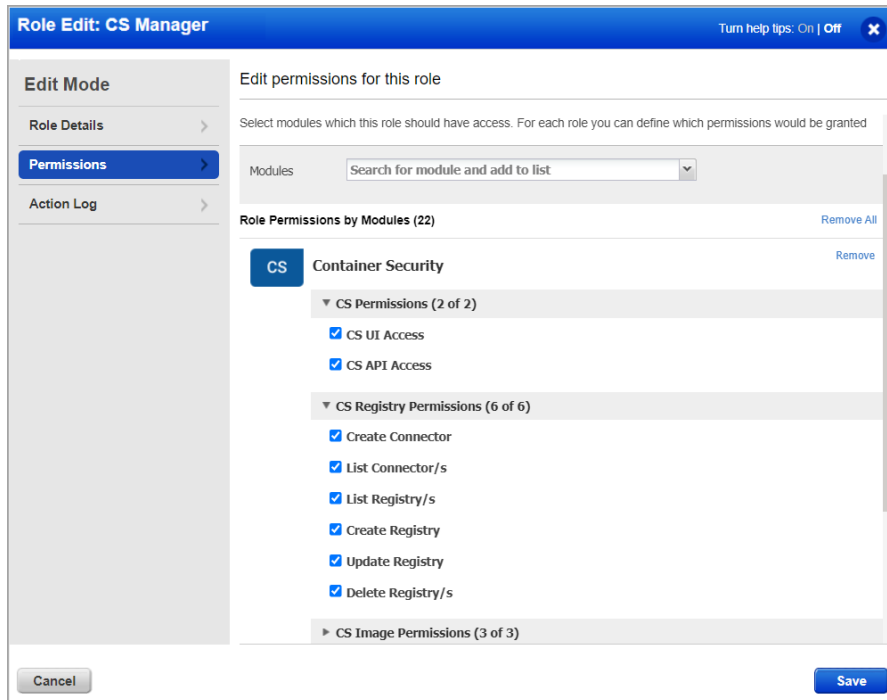 Role Edit: CS Manager
Turn help tips: On | Off
Edit Mode
Role Details
Permissions
Action Log
Edit permissions for this role
Select modules which this role should have access. For each role you can define which permissions would be granted
Modules
Search for module and add to list
Role Permissions by Modules (22)
Remove All
CS
Container Security
Remove
CS Permissions (2 of 2)
CS UI Access
CS API Access
CS Registry Permissions (6 of 6)
Create Connector
List Connector/s
List Registry/s
Create Registry
Update Registry
Delete Registry/s
CS Image Permissions (3 of 3)
Cancel
Save